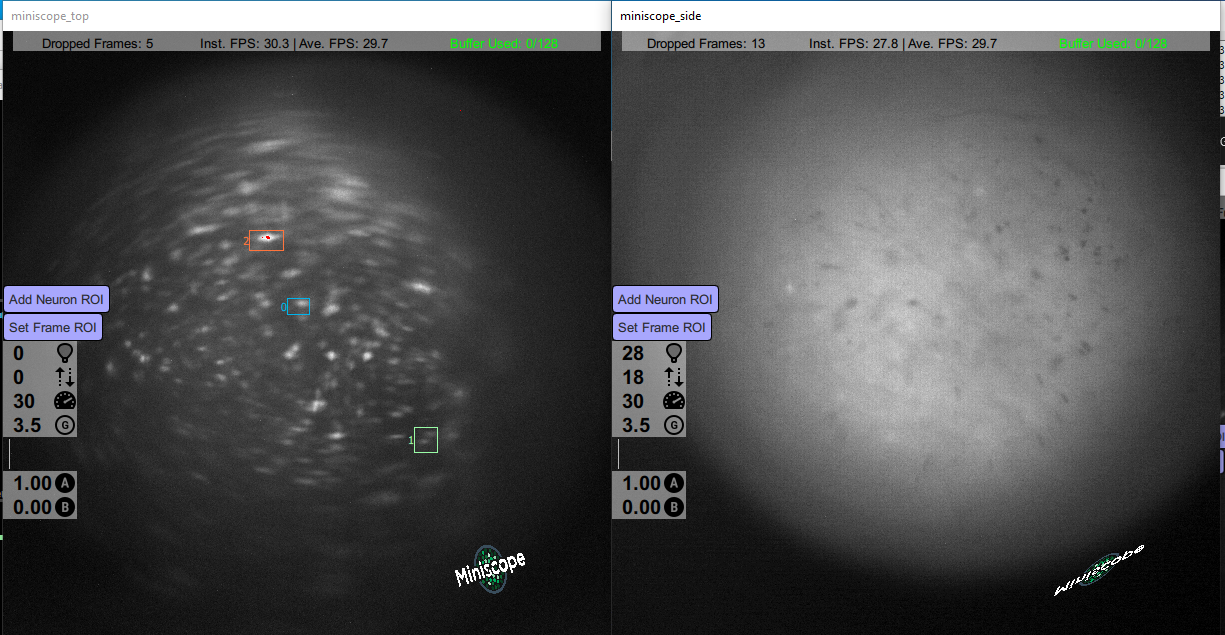 miniscope_top
Dropped Frames: 5
Inst. FPS: 30.3 | Ave. FPS: 29.7
Buffer Used: 0/128
2
0
1
Add Neuron ROI
Set Frame ROI
0
0
30
3.5 G
1.00 A
0.00 B
Miniscope
miniscope_side
Dropped Frames: 13
Inst. FPS: 27.8 | Ave. FPS: 29.7
Buffer Used: 0/128
Add Neuron ROI
Set Frame ROI
28
18
30
3.5 G
1.00 A
0.00 B
Miniscope